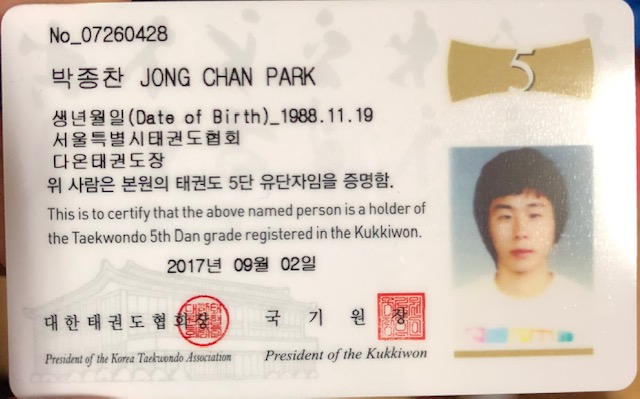 No_07260428
5
박종찬 JONG CHAN PARK
생년월일(Date of Birth)_1988.11.19
서울특별시태권도협회
다온태권도장
위 사람은 본원의 태권도 5단 유단자임을 증명함.
This is to certify that the above named person is a holder of
the Taekwondo 5th Dan grade registered in the Kukkiwon.
2017년 09월 02일
대한태권도협회장
국 기 원 장
President of the Korea Taekwondo Association
President of the Kukkiwon